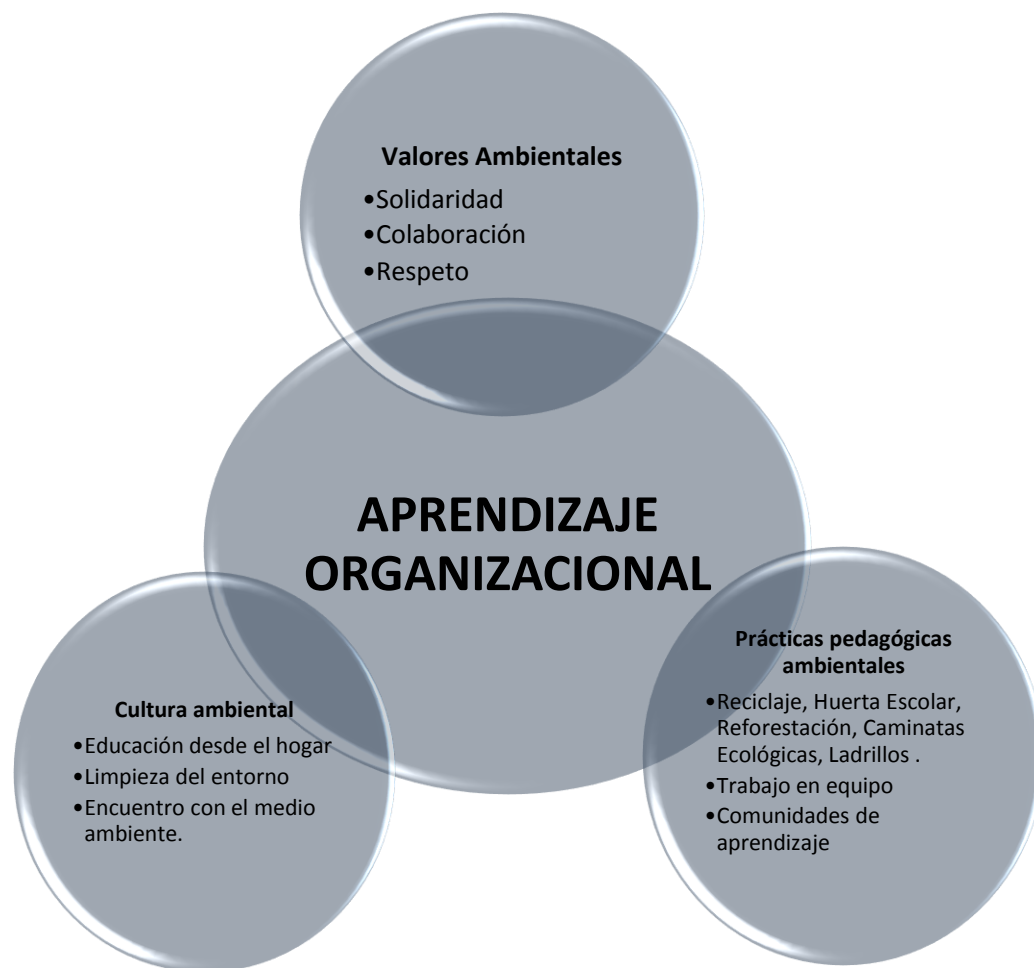 Valores Ambientales
•Solidaridad
•Colaboración
•Respeto
APRENDIZAJE
ORGANIZACIONAL
Cultura ambiental
•Educación desde el hogar
•Limpieza del entorno
•Encuentro con el medio
ambiente.
Prácticas pedagógicas
ambientales
•Reciclaje, Huerta Escolar,
Reforestación, Caminatas
Ecológicas, Ladrillos .
•Trabajo en equipo
•Comunidades de
aprendizaje